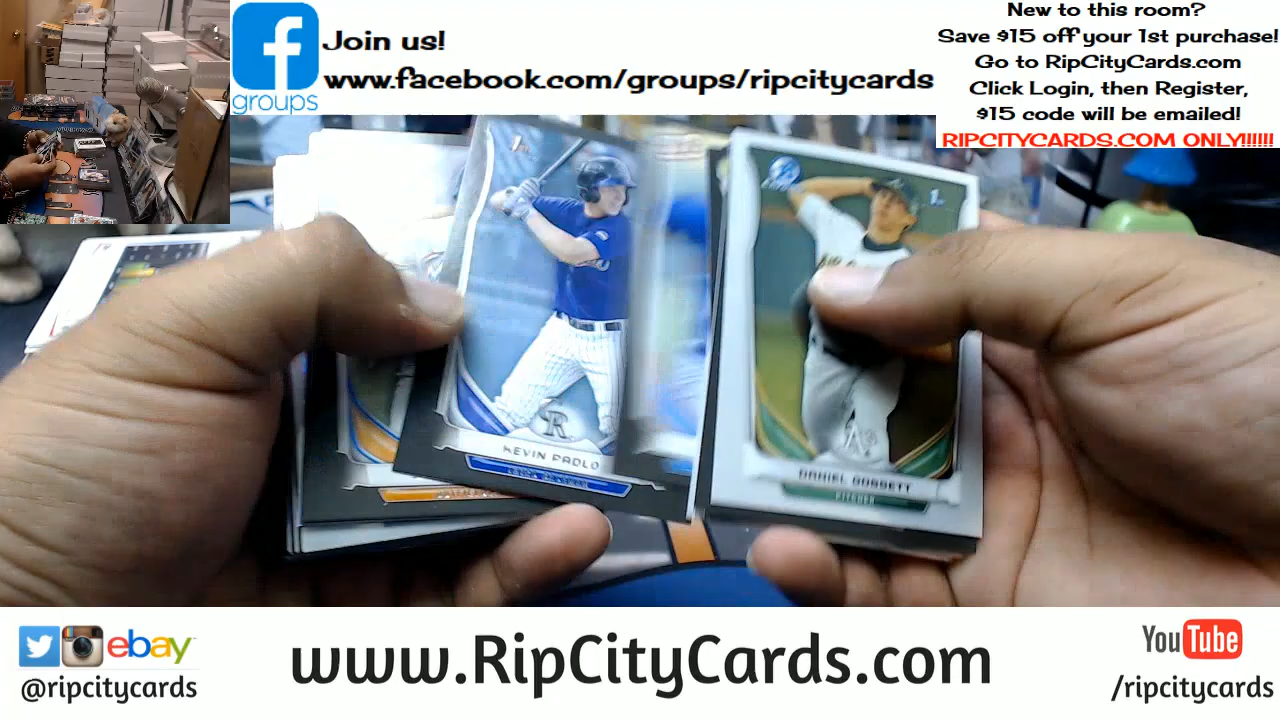 Join us!
www.facebook.com/groups/ripcitycards
groups
New to this room?
Save $15 off your 1st purchase!
Go to RipCityCards.com
Click Login, then Register,
$15 code will be emailed!
RIPCITYCARDS.COM ONLY!!!!!!
KEVIN PADLO
DANIEL GOSSETT
PITCHER
ebay
@ripcitycards
www.RipCityCards.com
YouTube
/ripcitycards